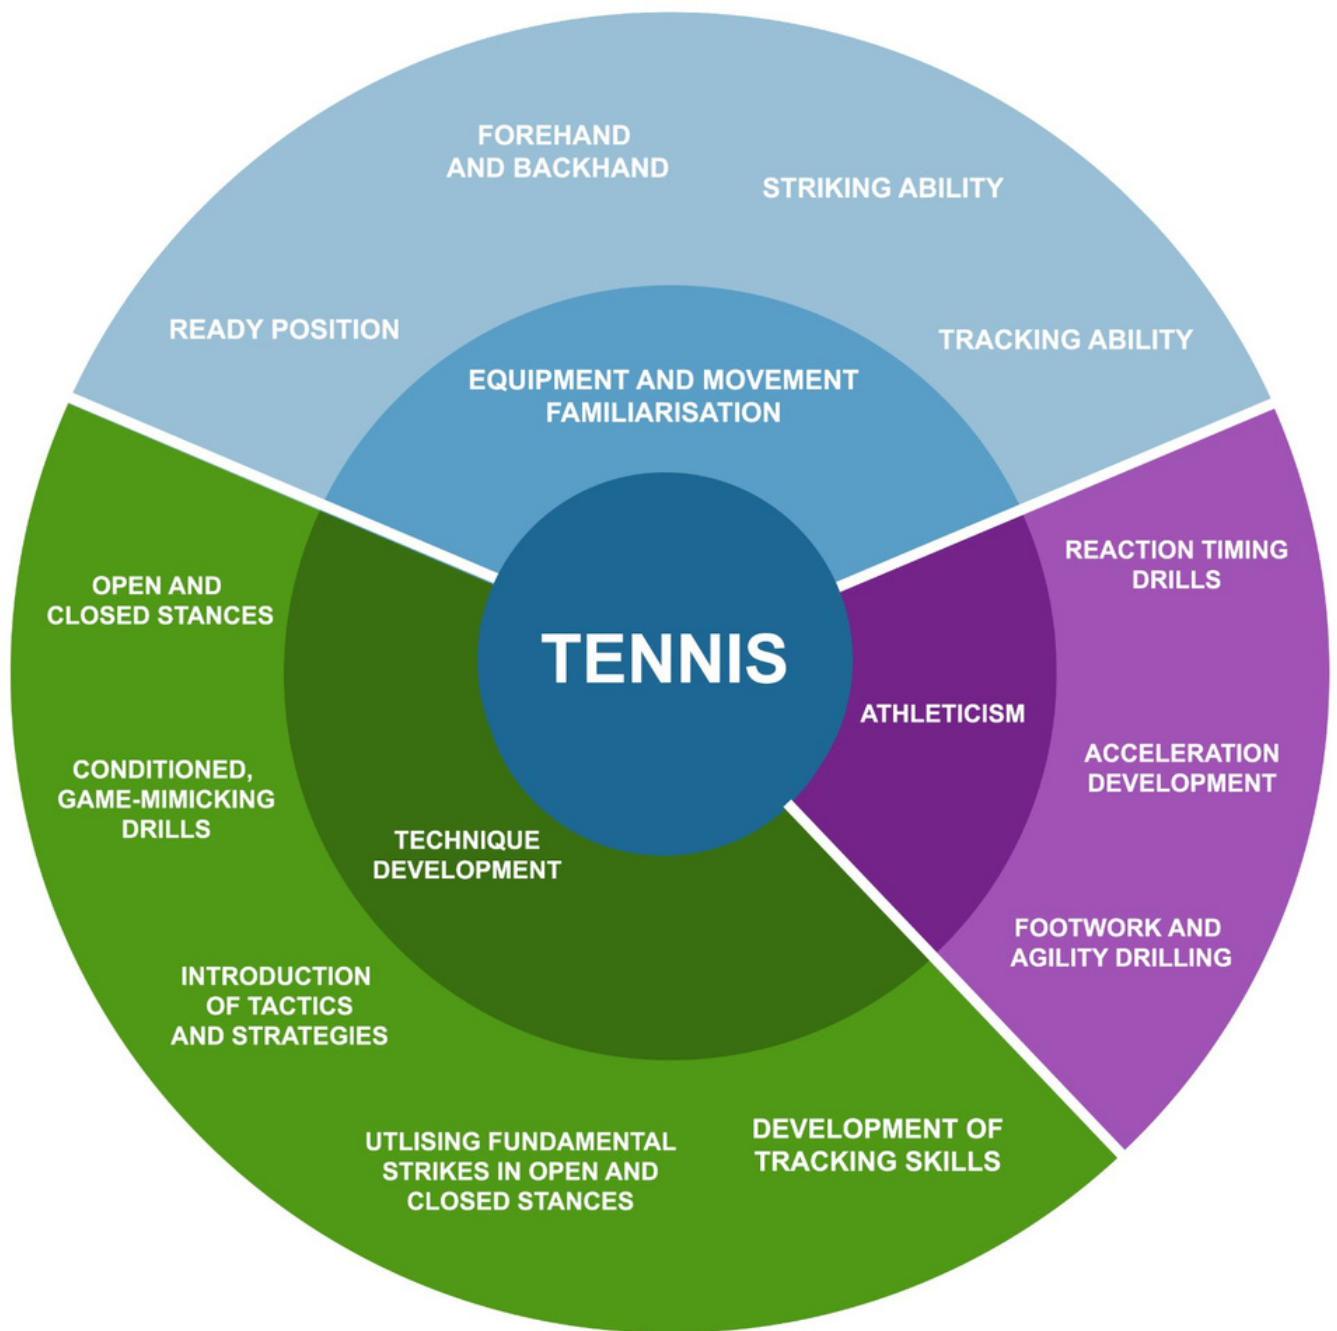 FOREHAND
AND BACKHAND
STRIKING ABILITY
READY POSITION
TRACKING ABILITY
EQUIPMENT AND MOVEMENT
FAMILIARISATION
TENNIS
ATHLETICISM
REACTION TIMING
DRILLS
ACCELERATION
DEVELOPMENT
FOOTWORK AND
AGILITY DRILLING
TECHNIQUE
DEVELOPMENT
OPEN AND
CLOSED STANCES
CONDITIONED,
GAME-MIMICKING
DRILLS
INTRODUCTION
OF TACTICS
AND STRATEGIES
UTLISING FUNDAMENTAL
STRIKES IN OPEN AND
CLOSED STANCES
DEVELOPMENT OF
TRACKING SKILLS